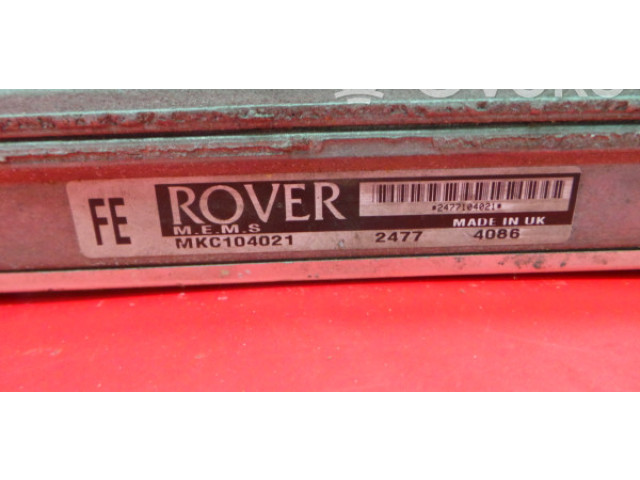 FE ROVER
*2477104021*
M.E.M.S MADE IN UK
MKC104021 2477 4086